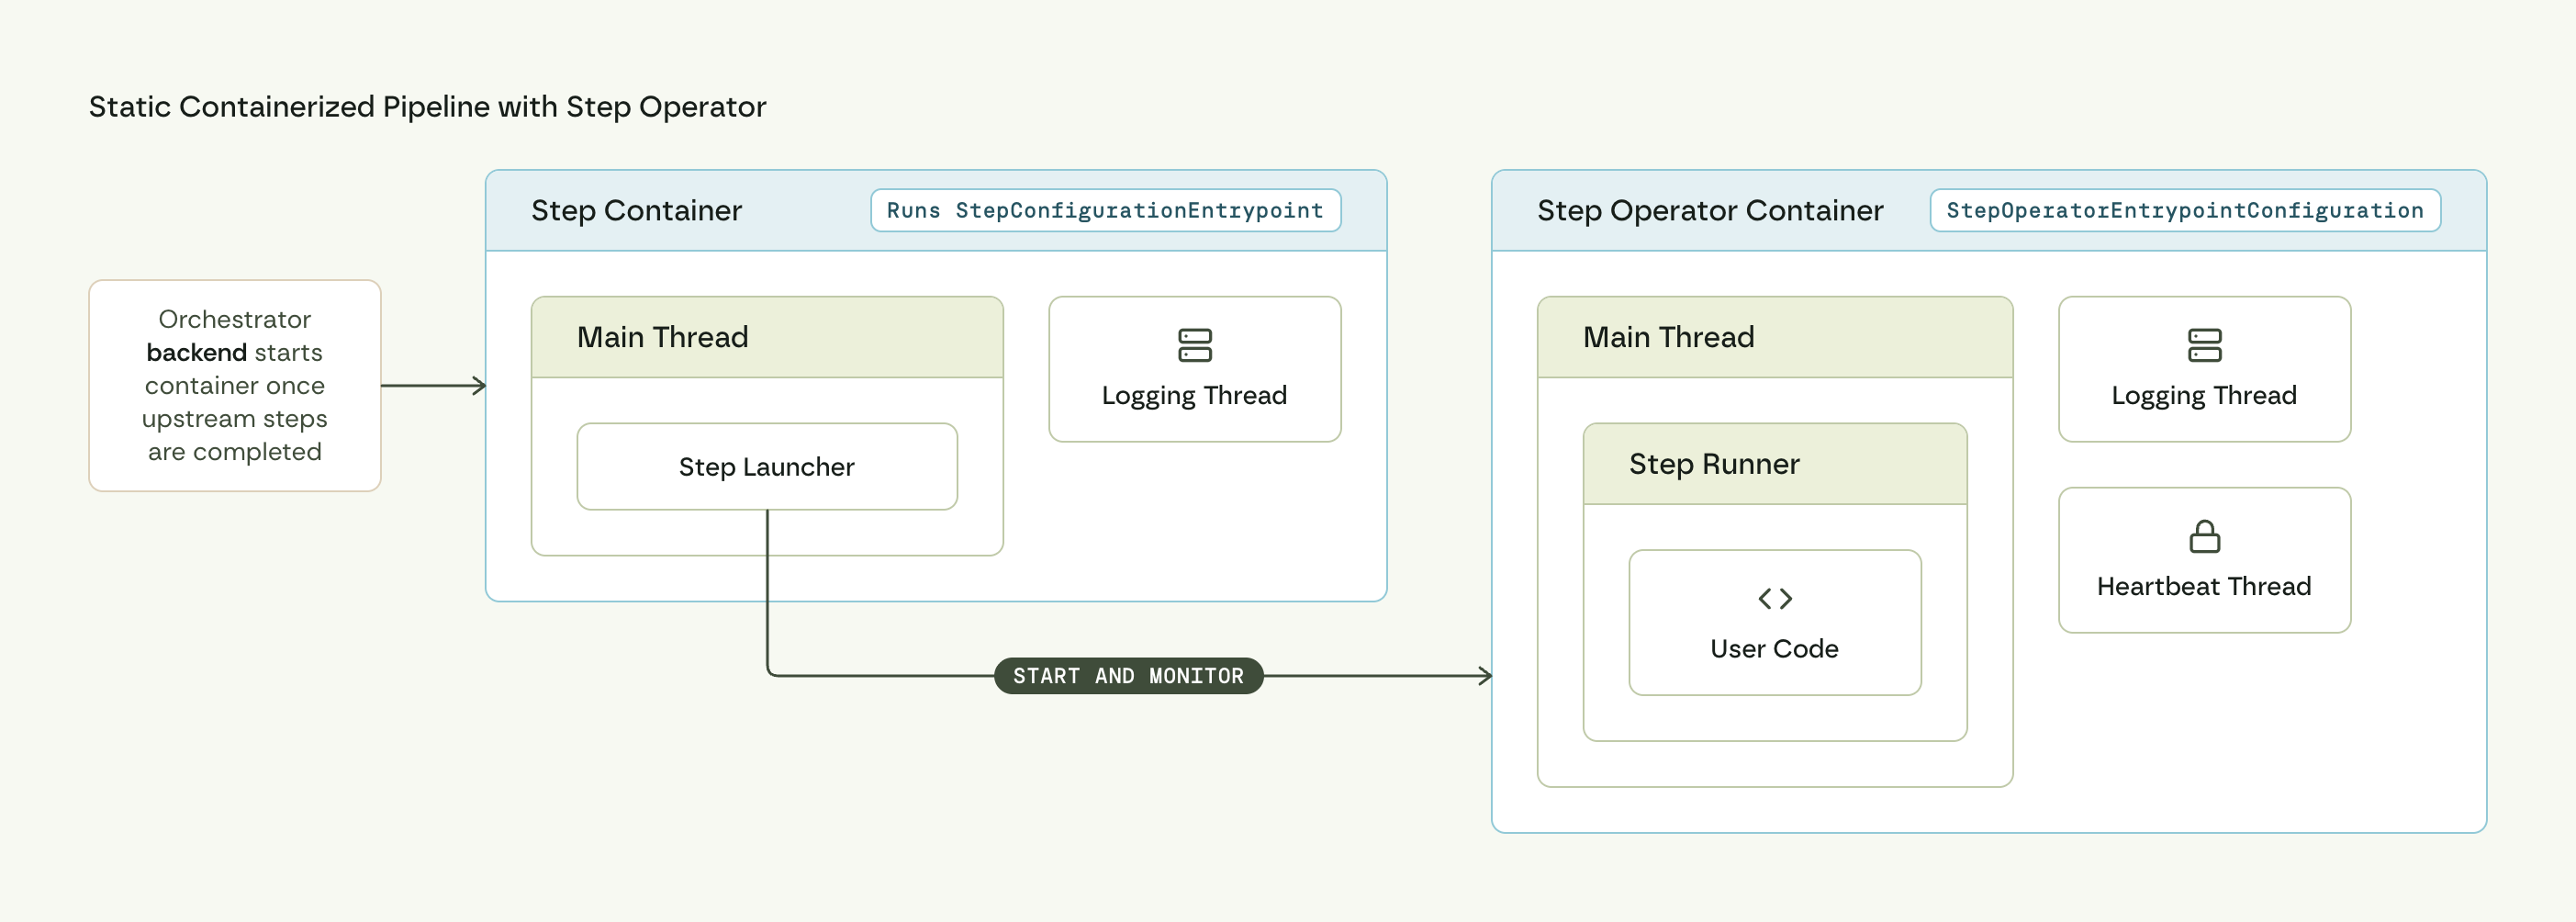 Static Containerized Pipeline with Step Operator
Orchestrator
backend starts
container once
upstream steps
are completed
Step Container
Runs StepConfigurationEntrypoint
Main Thread
Step Launcher
Logging Thread
START AND MONITOR
Step Operator Container
StepOperatorEntrypointConfiguration
Main Thread
Step Runner
User Code
Logging Thread
Heartbeat Thread